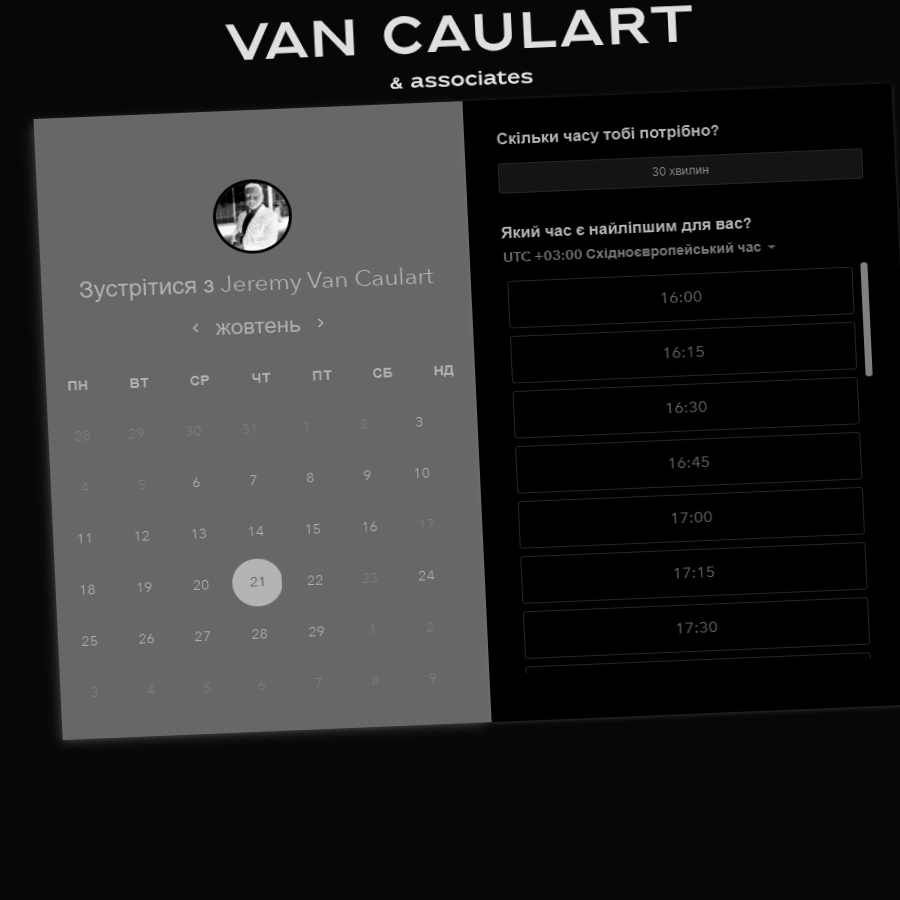 VAN CAULART
& associates
Зустрітися з Jeremy Van Caulart
жовтень
ПН ВТ СР ЧТ ПТ СБ НД
28 29 30 31 1 2 3
4 5 6 7 8 9 10
11 12 13 14 15 16 17
18 19 20 21 22 23 24
25 26 27 28 29 1 2
3 4 5 6 7 8 9
Скільки часу тобі потрібно?
30 хвилин
Який час є найліпшим для вас?
UTC +03:00 Східноєвропейський час
16:00
16:15
16:30
16:45
17:00
17:15
17:30